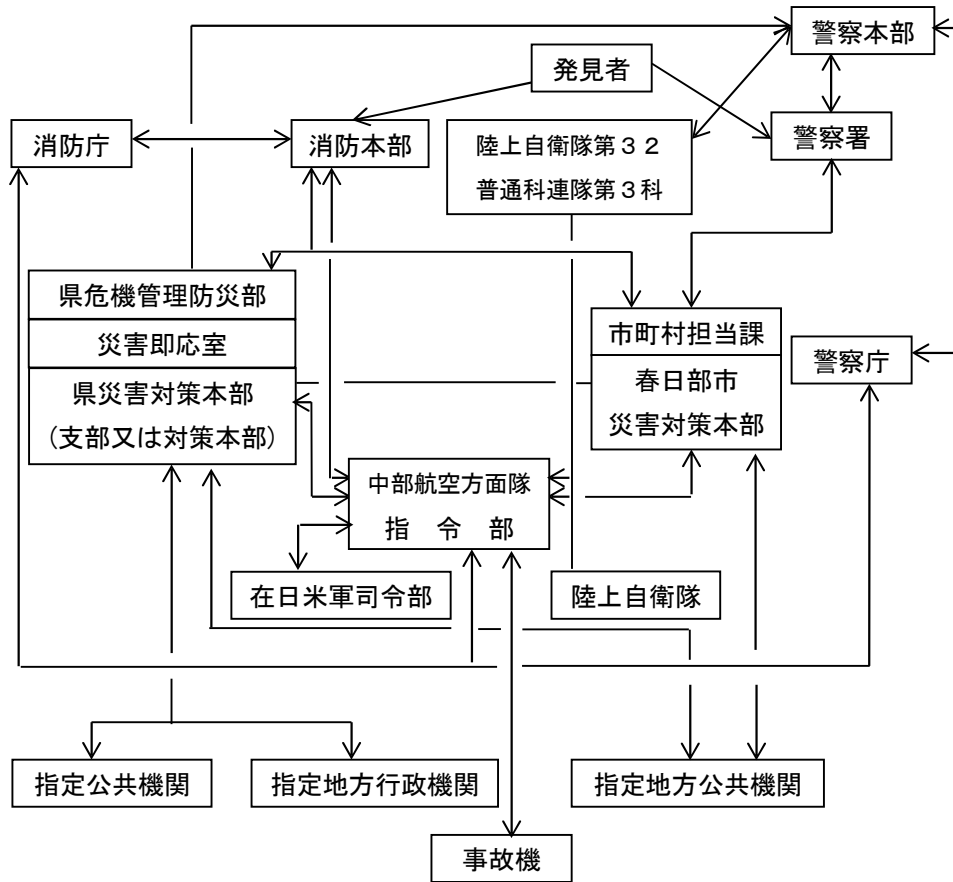 警察本部
発見者
消防庁
消防本部
陸上自衛隊第３２
普通科連隊第３科
警察署
県危機管理防災部
災害即応室
県災害対策本部
（支部又は対策本部）
市町村担当課
春日部市
災害対策本部
警察庁
中部航空方面隊
指　令　部
在日米軍司令部
陸上自衛隊
指定公共機関
指定地方行政機関
指定地方公共機関
事故機